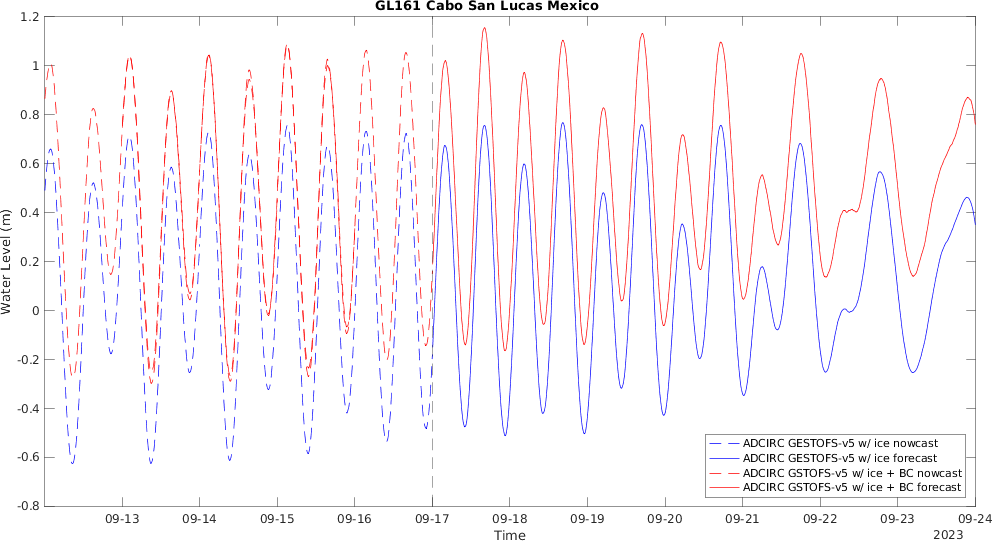 GL161 Cabo San Lucas Mexico
1.2
1
0.8
0.6
0.4
0.2
0
-0.2
-0.4
-0.6
-0.8
Water Level (m)
ADCIRC GESTOFS-v5 w/ ice nowcast
ADCIRC GESTOFS-v5 w/ ice forecast
ADCIRC GSTOFS-v5 w/ ice + BC nowcast
ADCIRC GSTOFS-v5 w/ ice + BC forecast
09-13 09-14 09-15 09-16 09-17 09-18 09-19 09-20 09-21 09-22 09-23 09-24
Time
2023